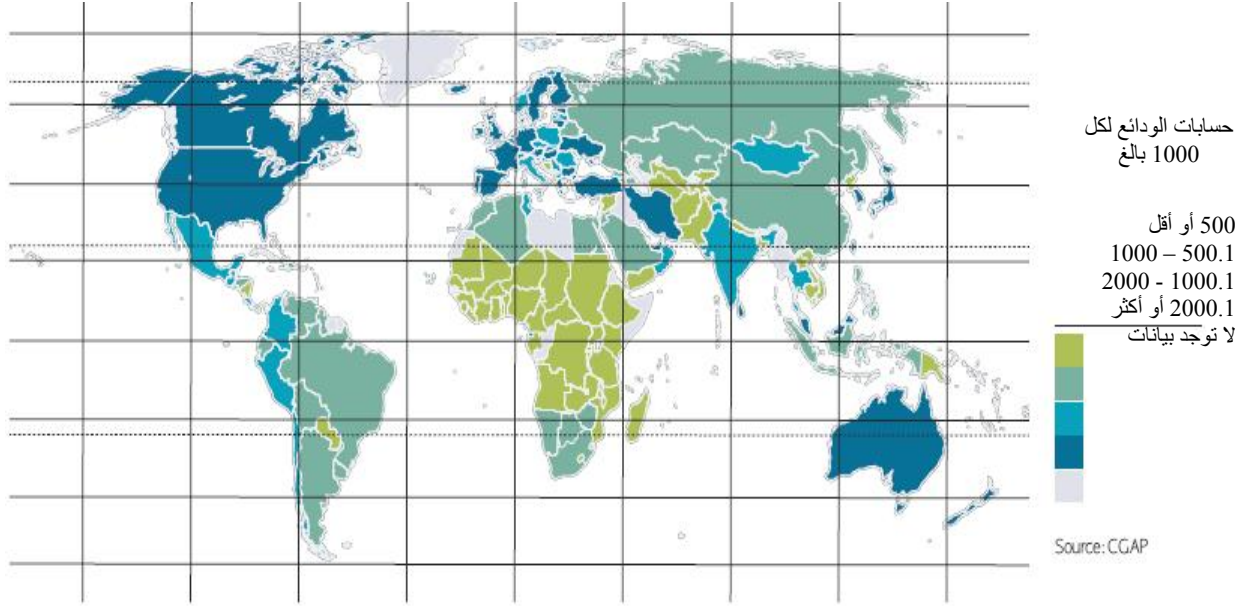 حسابات الودائع لكل
1000 بالغ
500 أو أقل
500.1 – 1000
1000.1 - 2000
2000.1 أو أكثر
لا توجد بيانات
Source: CGAP